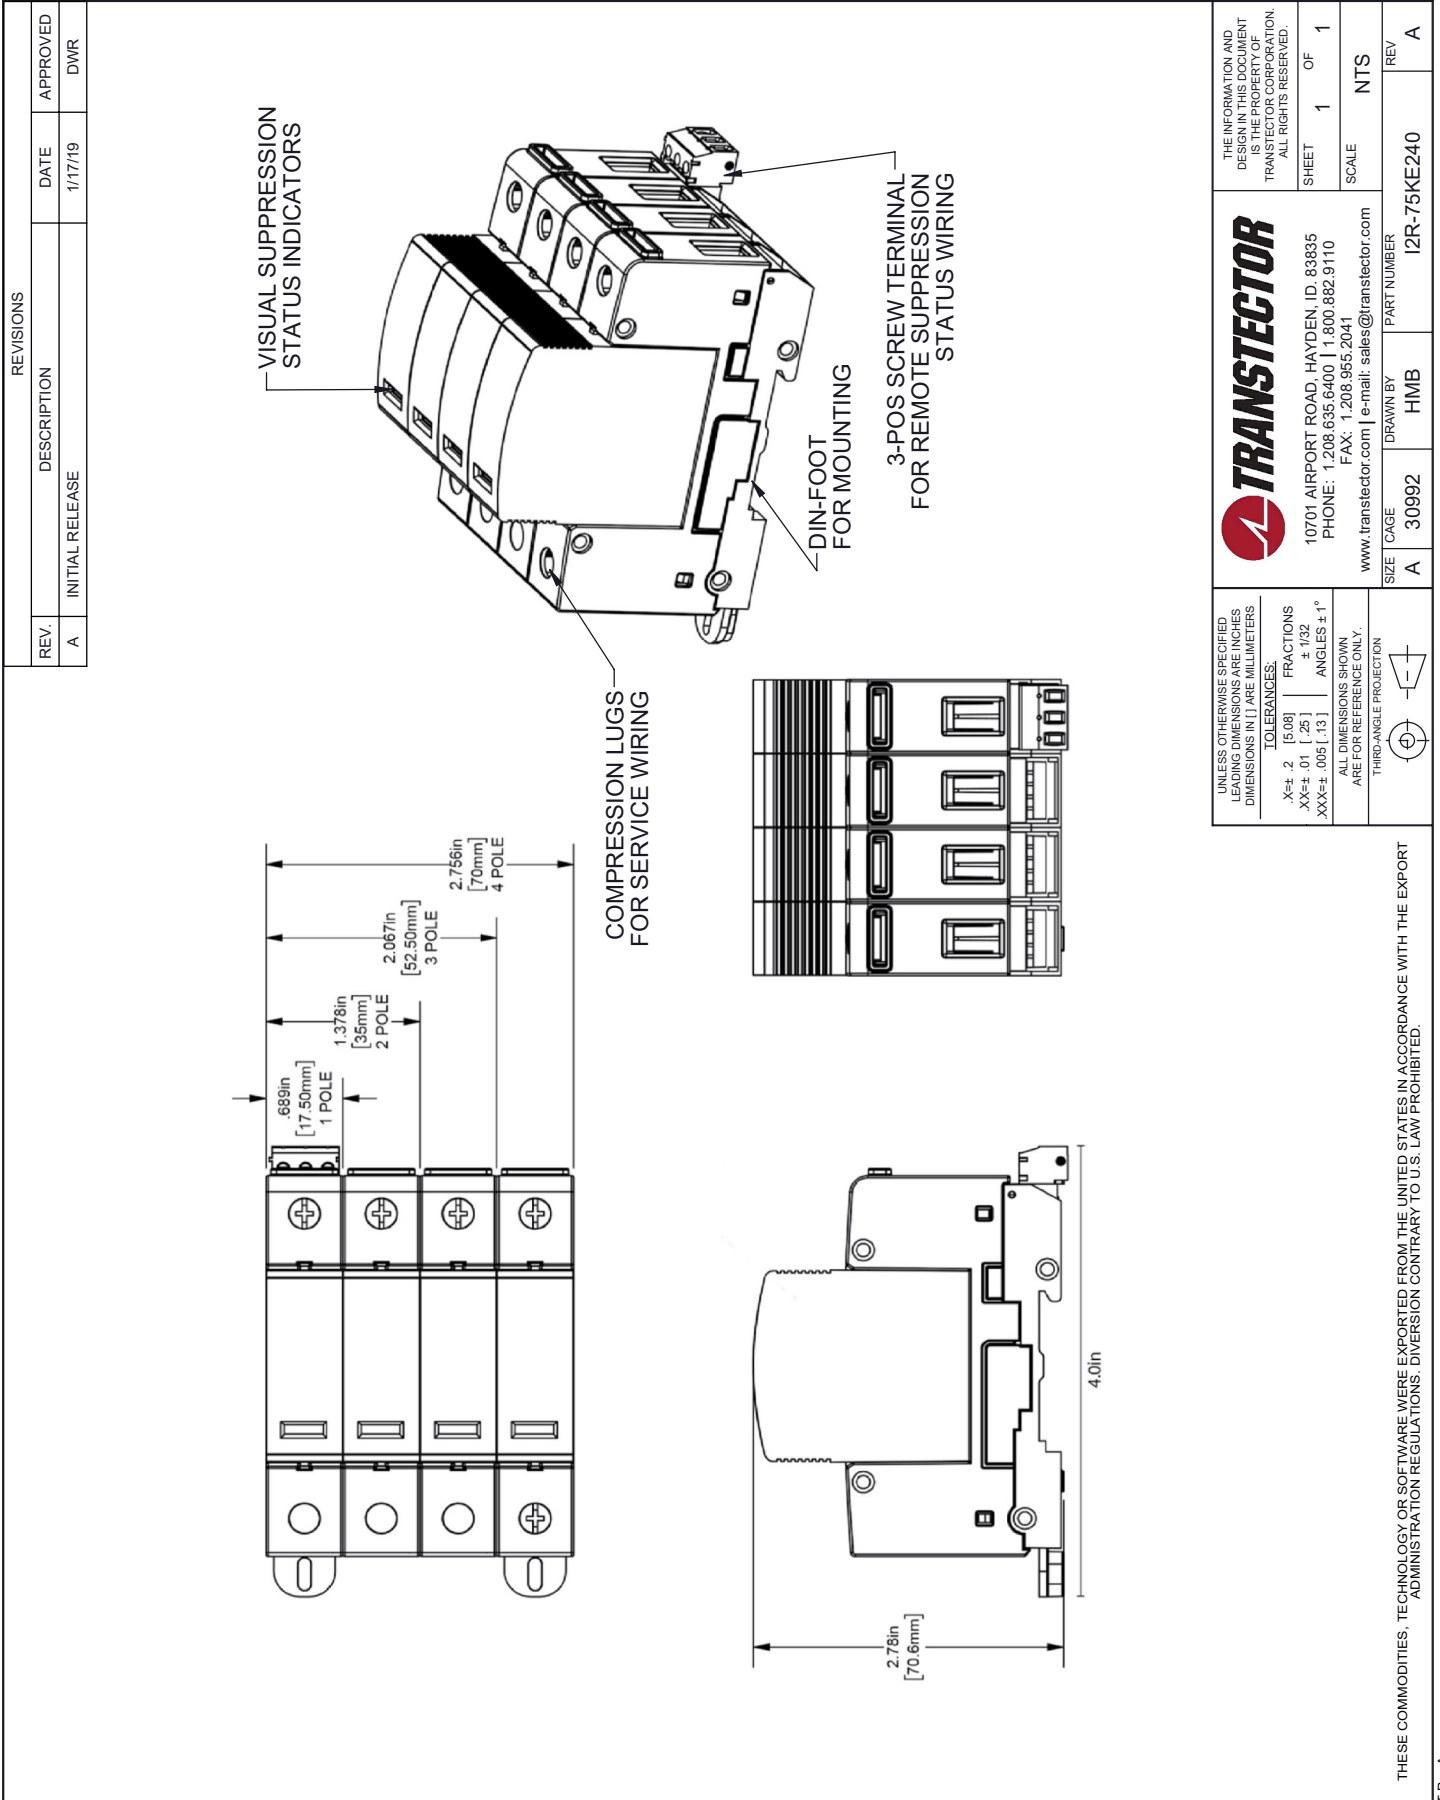 REVISIONS
REV.
DESCRIPTION
DATE
APPROVED
A
INITIAL RELEASE
1/17/19
DWR
VISUAL SUPPRESSION
STATUS INDICATORS
.689in
[17.50mm]
1 POLE
1.378in
[35mm]
2 POLE
2.067in
[52.50mm]
3 POLE
2.756in
[70mm]
4 POLE
COMPRESSION LUGS
FOR SERVICE WIRING
DIN-FOOT
FOR MOUNTING
3-POS SCREW TERMINAL
FOR REMOTE SUPPRESSION
STATUS WIRING
2.78in
[70.6mm]
4.0in
UNLESS OTHERWISE SPECIFIED
LEADING DIMENSIONS ARE INCHES
DIMENSIONS IN [ ] ARE MILLIMETERS
TOLERANCES:
.X=± .2 [5.08]
.XX=± .01 [ .25 ]
.XXX=± .005 [ .13 ]
FRACTIONS
± 1/32
ANGLES ± 1°
ALL DIMENSIONS SHOWN
ARE FOR REFERENCE ONLY.
THIRD-ANGLE PROJECTION
TRANSTECTOR
10701 AIRPORT ROAD, HAYDEN, ID. 83835
PHONE: 1.208.635.6400 | 1.800.882.9110
FAX: 1.208.955.2041
www.transtector.com | e-mail: sales@transtector.com
THE INFORMATION AND
DESIGN IN THIS DOCUMENT
IS THE PROPERTY OF
TRANSTECTOR CORPORATION.
ALL RIGHTS RESERVED.
SHEET 1 OF 1
SCALE NTS
SIZE A
CAGE 30992
DRAWN BY HMB
PART NUMBER I2R-75KE240
REV A
THESE COMMODITIES, TECHNOLOGY OR SOFTWARE WERE EXPORTED FROM THE UNITED STATES IN ACCORDANCE WITH THE EXPORT
ADMINISTRATION REGULATIONS. DIVERSION CONTRARY TO U.S. LAW PROHIBITED.